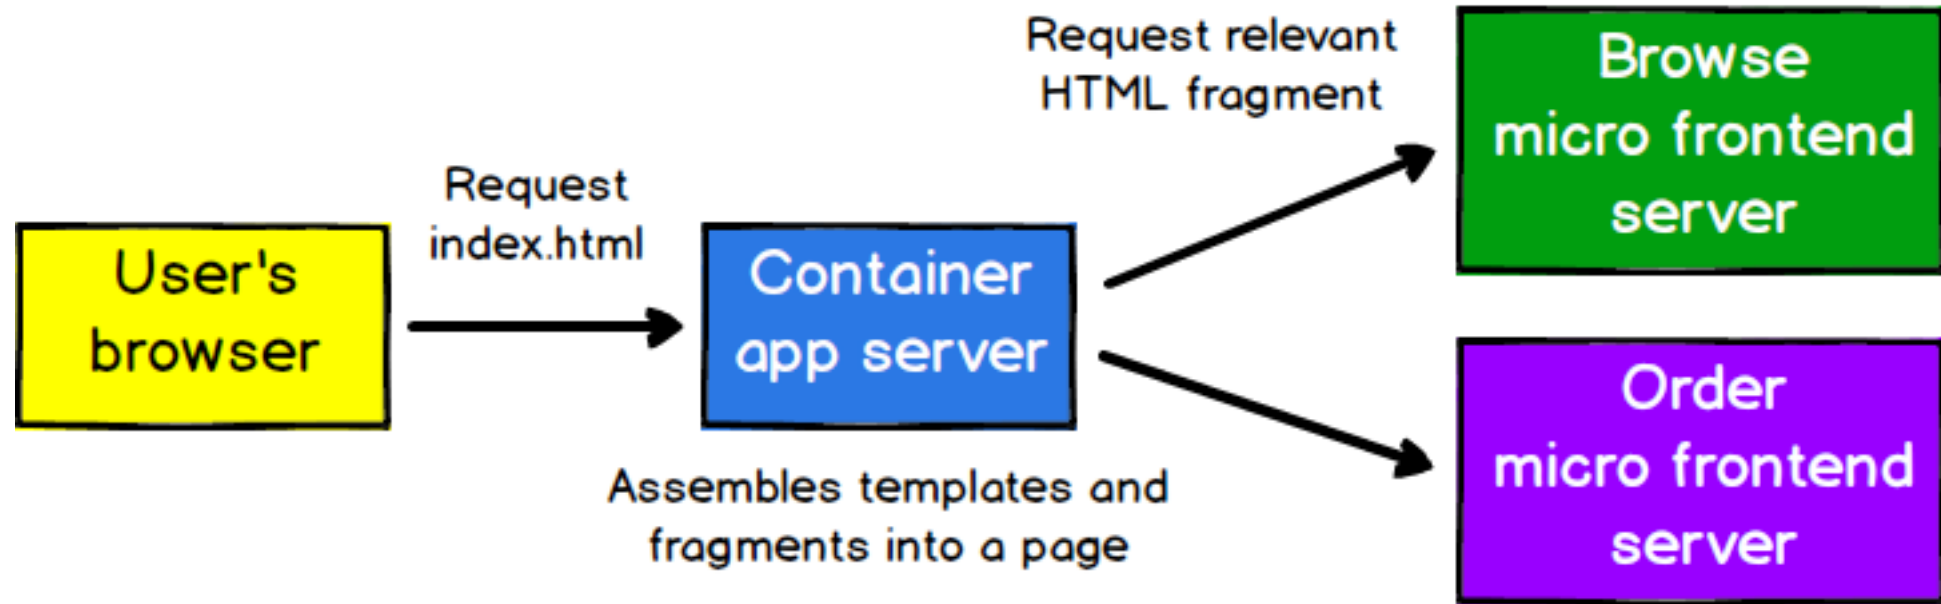 User's
browser
Request
index.html
Container
app server
Assembles templates and
fragments into a page
Request relevant
HTML fragment
Browse
micro frontend
server
Order
micro frontend
server